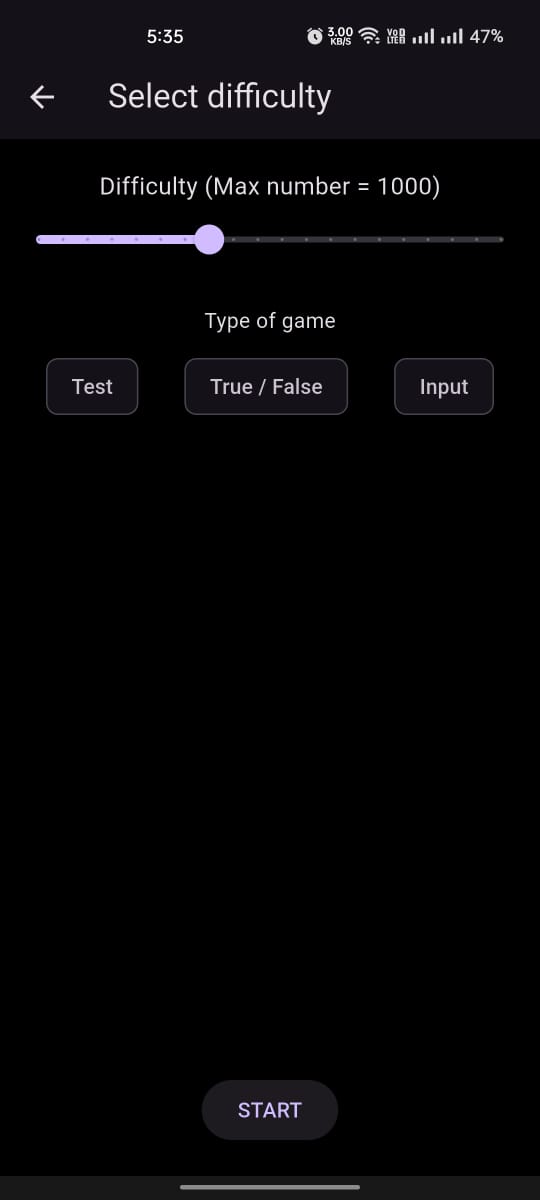 5:35 3.00 KB/S Vo LTE 47%
Select difficulty
Difficulty (Max number = 1000)
Type of game
Test True / False Input
START